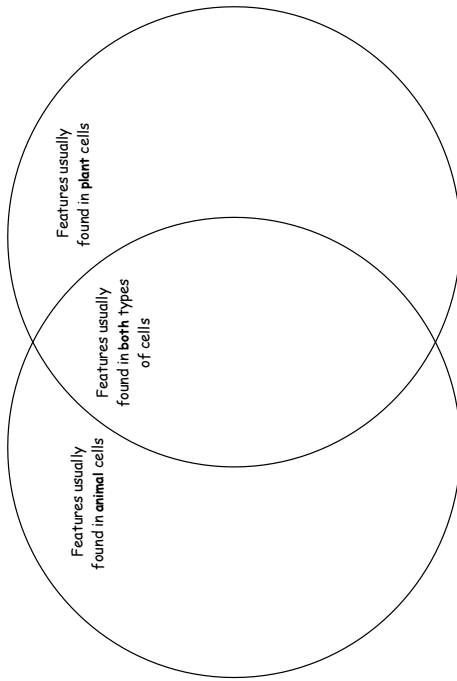 Features usually
found in animal cells
Features usually
found in both types
of cells
Features usually
found in plant cells